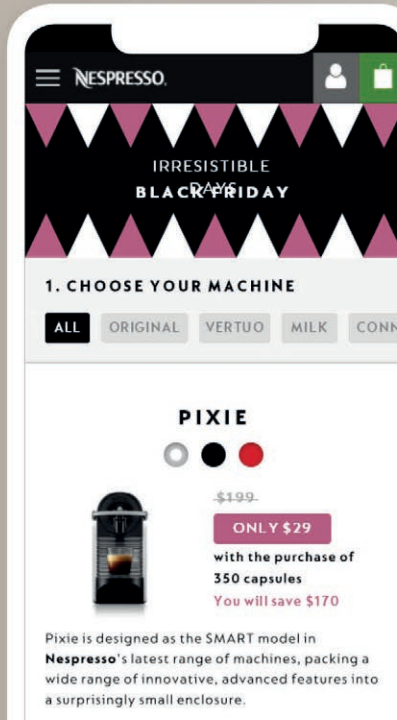 NESPRESSO.
IRRESISTIBLE
DAYS
BLACK FRIDAY
1. CHOOSE YOUR MACHINE
ALL ORIGINAL VERTUO MILK CONN
PIXIE
$199
ONLY $29
with the purchase of
350 capsules
You will save $170
Pixie is designed as the SMART model in
Nespresso's latest range of machines, packing a
wide range of innovative, advanced features into
a surprisingly small enclosure.